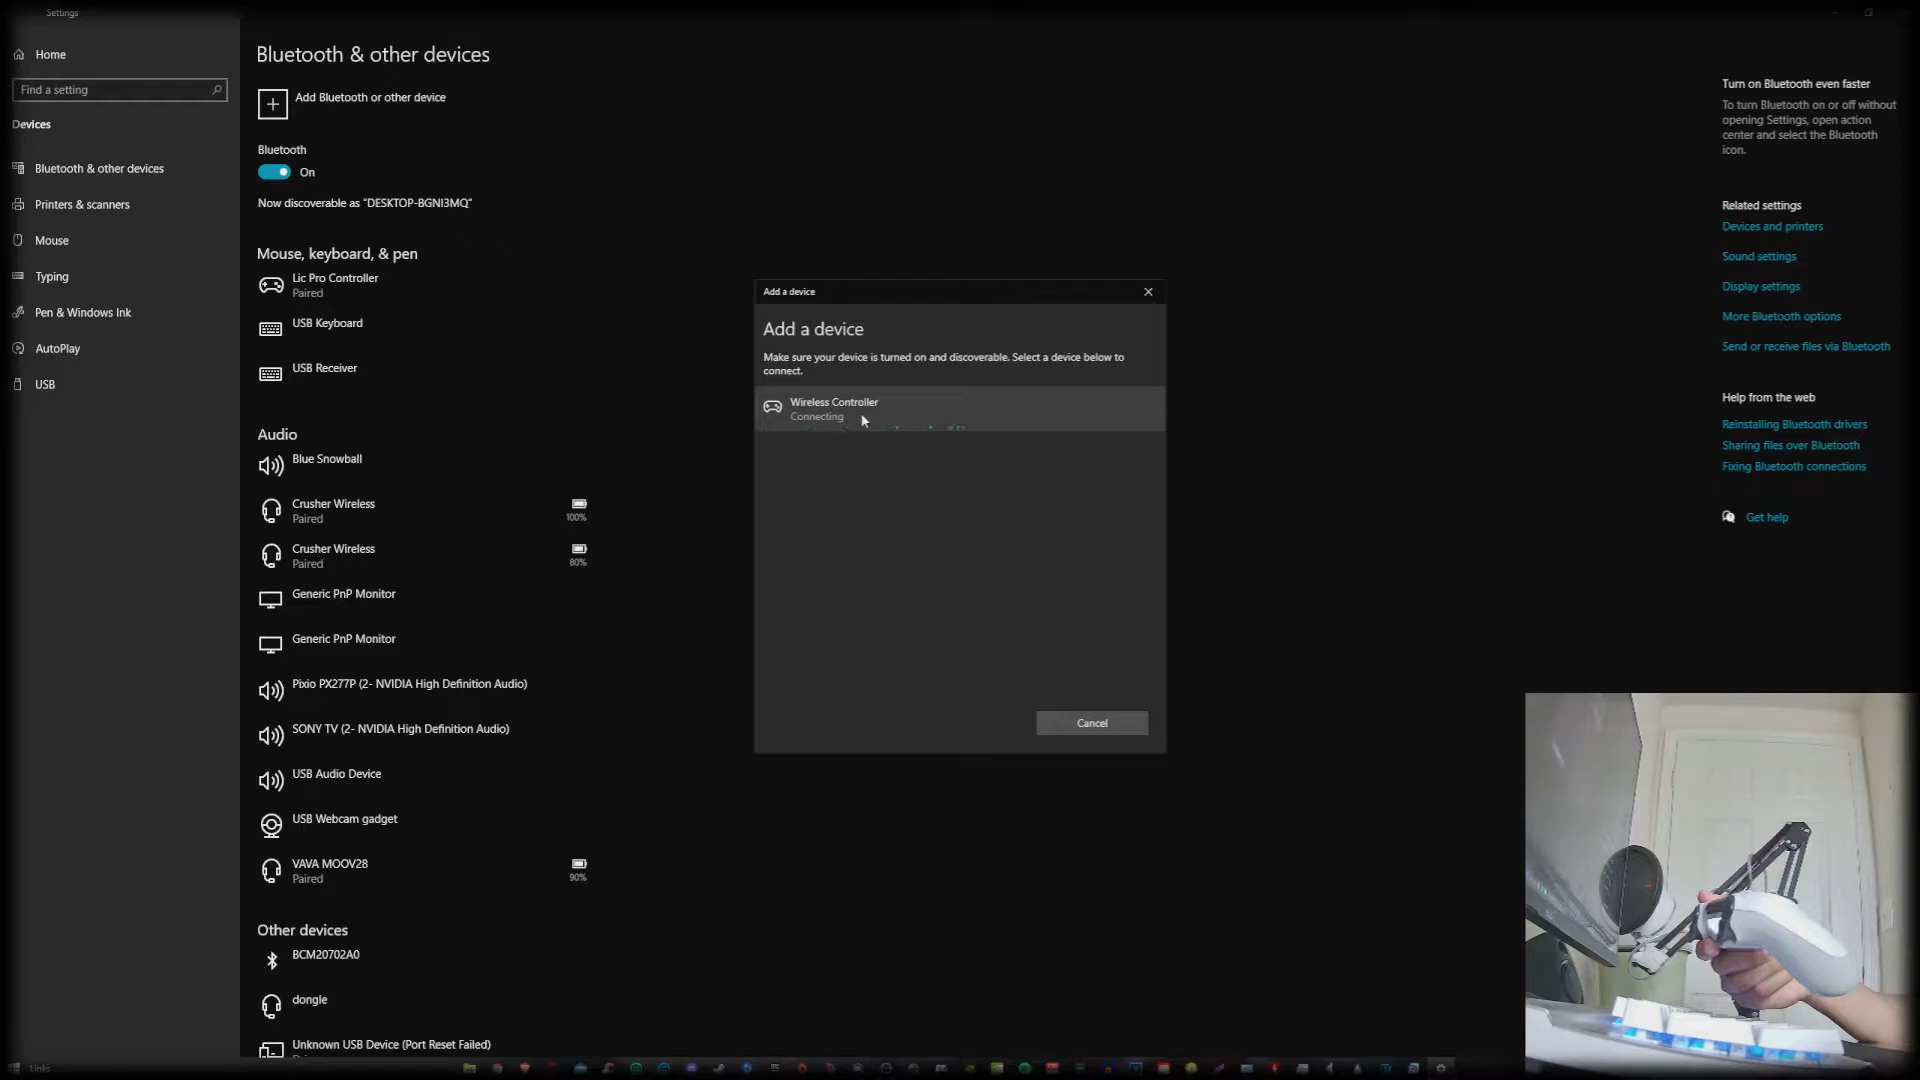 Settings
Home
Find a setting
Devices
Bluetooth & other devices
Printers & scanners
Mouse
Typing
Pen & Windows Ink
AutoPlay
USB
Bluetooth & other devices
Add Bluetooth or other device
Bluetooth
On
Now discoverable as "DESKTOP-BGNI3MQ"
Mouse, keyboard, & pen
Lic Pro Controller
Paired
USB Keyboard
USB Receiver
Audio
Blue Snowball
Crusher Wireless
Paired
100%
Crusher Wireless
Paired
80%
Generic PnP Monitor
Generic PnP Monitor
Pixio PX277P (2- NVIDIA High Definition Audio)
SONY TV (2- NVIDIA High Definition Audio)
USB Audio Device
USB Webcam gadget
VAVA MOOV28
Paired
90%
Other devices
BCM20702A0
dongle
Unknown USB Device (Port Reset Failed)
Add a device
Add a device
Make sure your device is turned on and discoverable. Select a device below to
connect.
Wireless Controller
Connecting
Cancel
Turn on Bluetooth even faster
To turn Bluetooth on or off without
opening Settings, open action
center and select the Bluetooth
icon.
Related settings
Devices and printers
Sound settings
Display settings
More Bluetooth options
Send or receive files via Bluetooth
Help from the web
Reinstalling Bluetooth drivers
Sharing files over Bluetooth
Fixing Bluetooth connections
Get help
Links